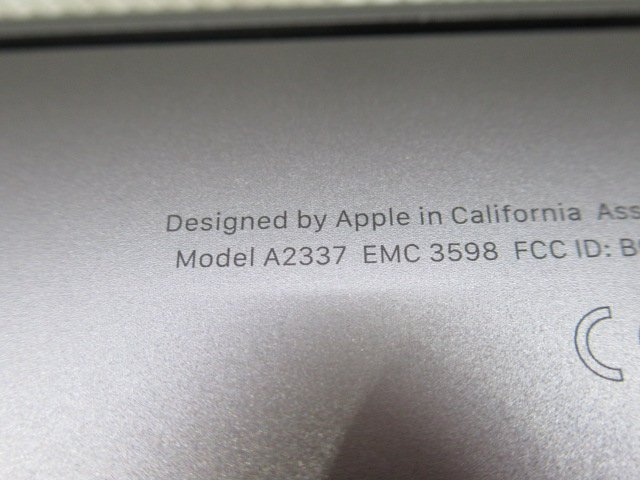 Designed by Apple in California
Model A2337 EMC 3598 FCC ID: